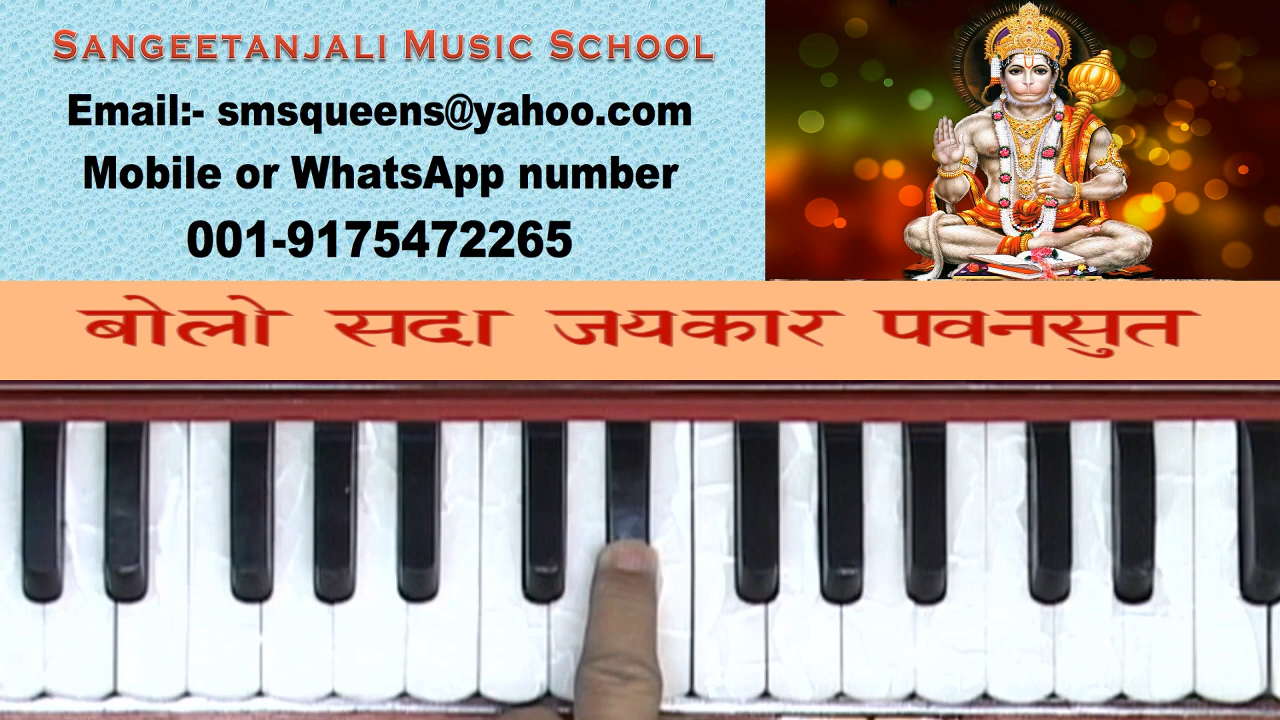 Sangeetanjali Music School
Email:- smsqueens@yahoo.com
Mobile or WhatsApp number
001-9175472265
बोलो सदा जयकार पवनसुत